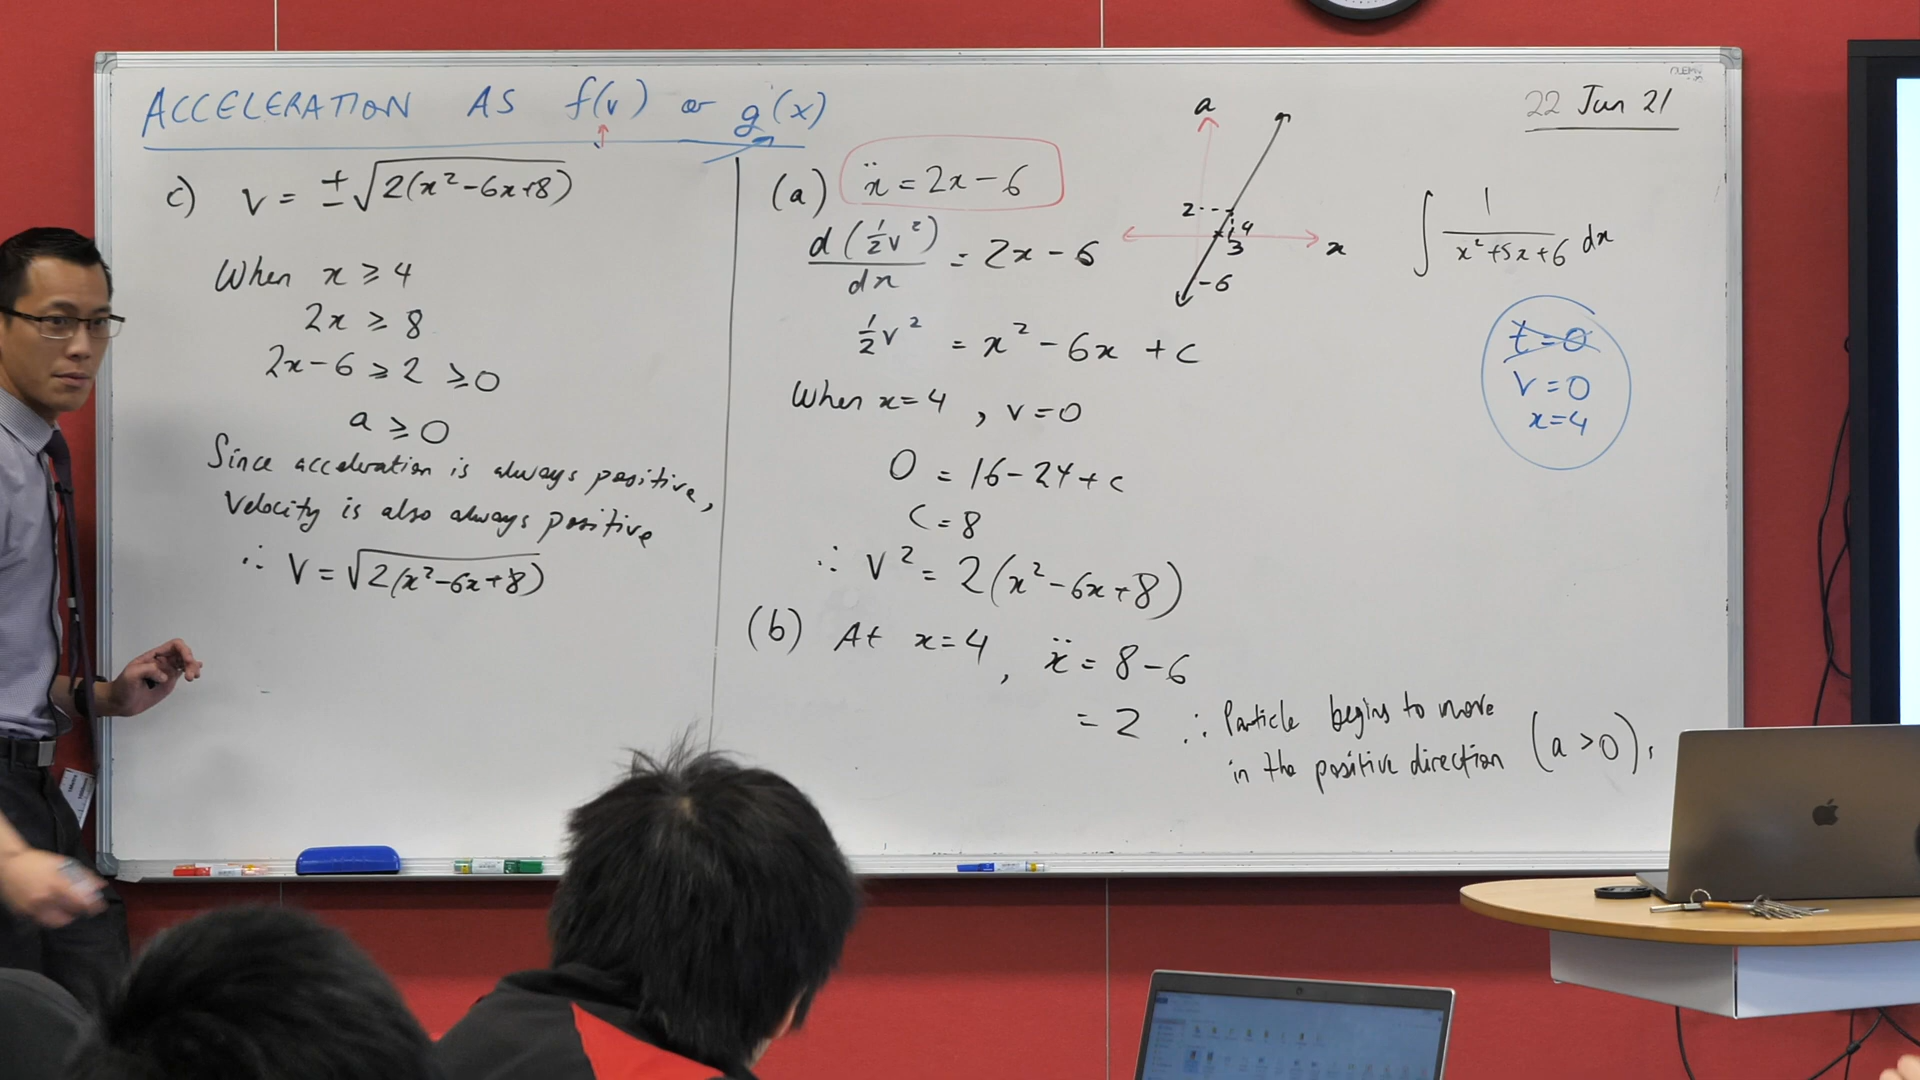 ACCELERATION AS f(v) or g(x)
22 Jun 21
c) v = ±√2(x²-6x+8)
When x ≥ 4
2x ≥ 8
2x-6 ≥ 2 ≥ 0
a ≥ 0
Since acceleration is always positive,
velocity is also always positive
∴ v = √2(x²-6x+8)
(a) ẍ = 2x-6
d(½v²)/dx = 2x-6
½v² = x²-6x+c
When x=4, v=0
0 = 16-24+c
c = 8
∴ v² = 2(x²-6x+8)
(b) At x=4, ẍ = 8-6
= 2 ∴ Particle begins to move
in the positive direction (a>0).
a
2
4
3
x
-6
∫ 1/(x²+5x+6) dx
t=0
v=0
x=4